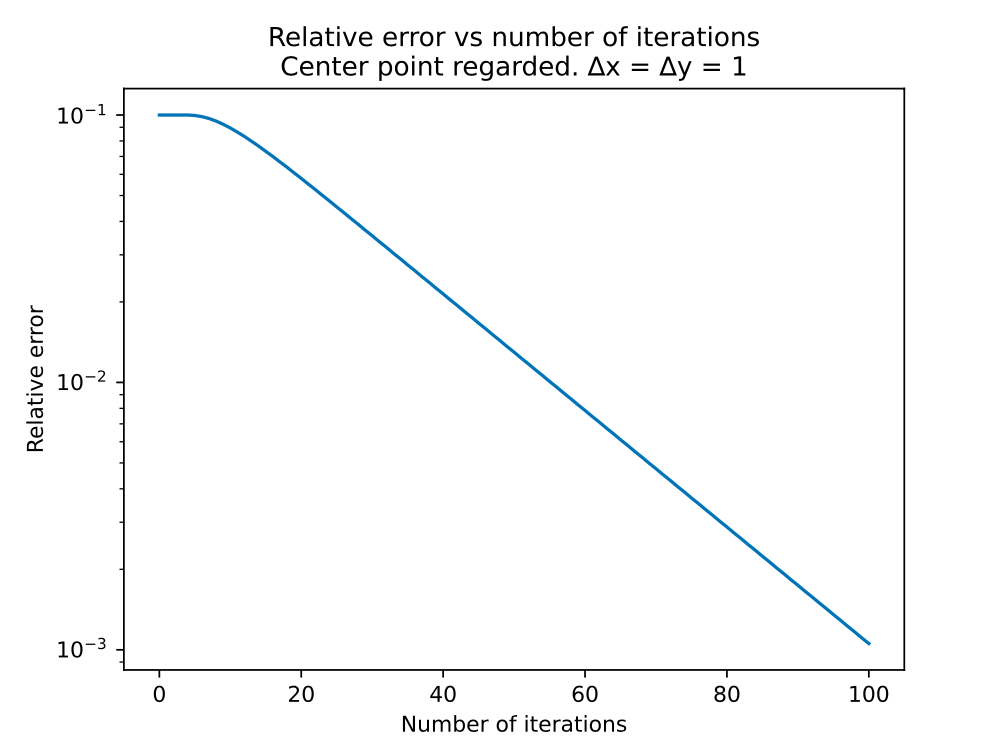 Relative error vs number of iterations
Center point regarded. Δx = Δy = 1
10⁻¹
10⁻²
10⁻³
Relative error
0 20 40 60 80 100
Number of iterations